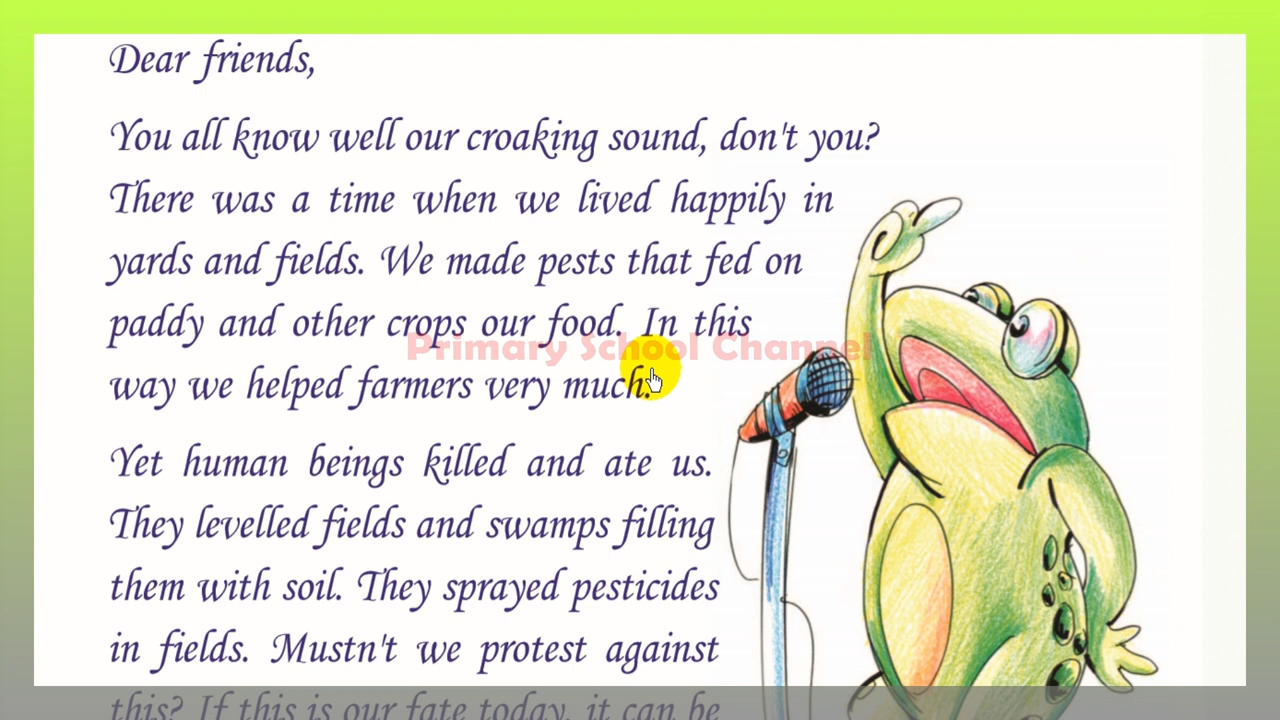 Dear friends,
You all know well our croaking sound, don't you?
There was a time when we lived happily in
yards and fields. We made pests that fed on
paddy and other crops our food. In this
Primary School Channel
way we helped farmers very much.
Yet human beings killed and ate us.
They levelled fields and swamps filling
them with soil. They sprayed pesticides
in fields. Mustn't we protest against
this? If this is our fate today, it can be